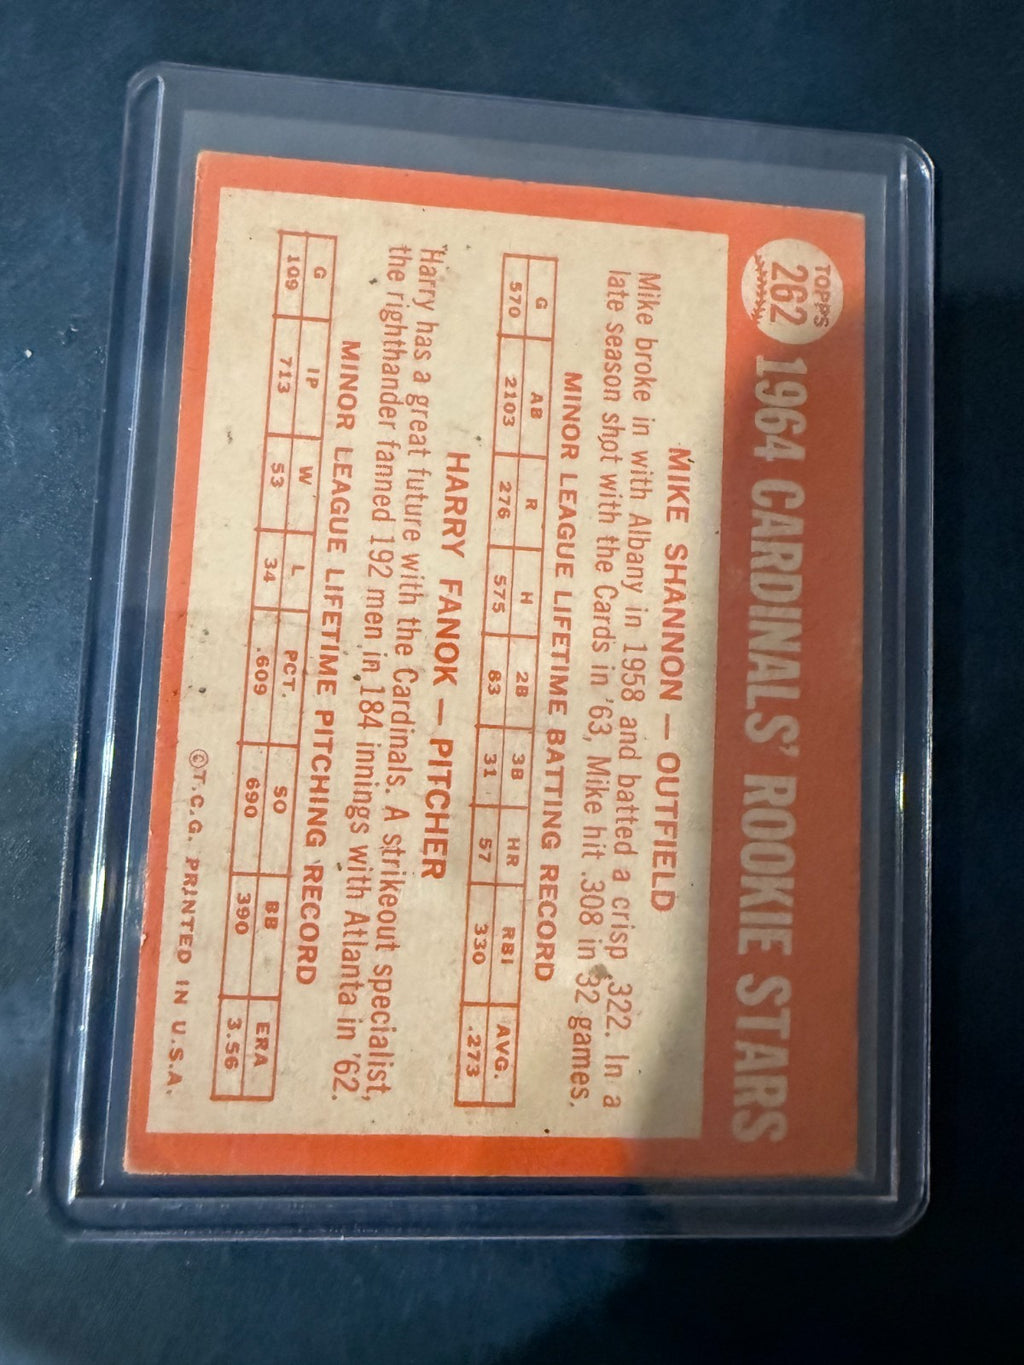 TOPPS
262
1964 CARDINALS' ROOKIE STARS
MIKE SHANNON — OUTFIELD
Mike broke in with Albany in 1958 and batted a crisp .322. In a
late season shot with the Cards in '63, Mike hit .308 in 32 games.
MINOR LEAGUE LIFETIME BATTING RECORD
G AB R H 2B 3B HR RBI AVG.
570 2103 276 575 63 31 57 330 .273
HARRY FANOK — PITCHER
Harry has a great future with the Cardinals. A strikeout specialist,
the righthander fanned 192 men in 184 innings with Atlanta in '62.
MINOR LEAGUE LIFETIME PITCHING RECORD
G IP W L PCT. SO BB ERA
109 713 53 34 .609 690 390 3.56
©T.C.G. PRINTED IN U.S.A.